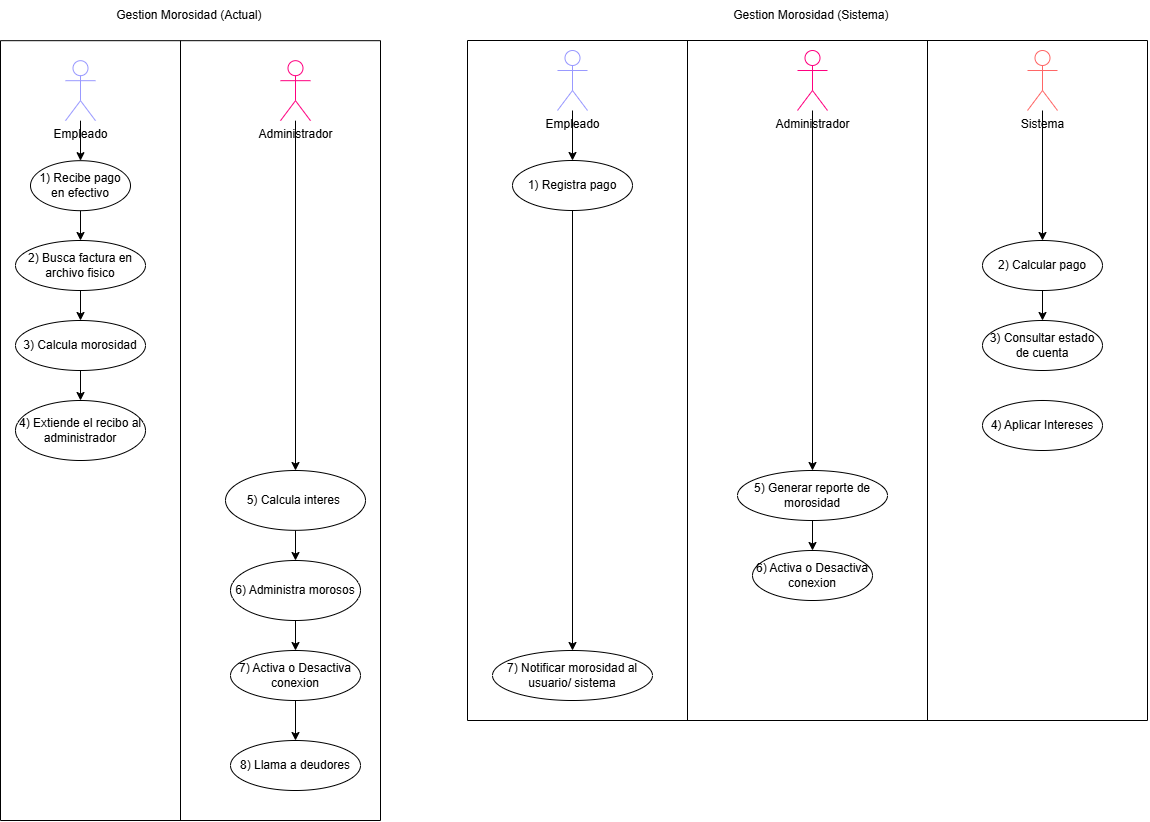 Gestion Morosidad (Actual)
Empleado
Administrador
1) Recibe pago
en efectivo
2) Busca factura en
archivo fisico
3) Calcula morosidad
4) Extiende el recibo al
administrador
5) Calcula interes
6) Administra morosos
7) Activa o Desactiva
conexion
8) Llama a deudores
Gestion Morosidad (Sistema)
Empleado
Administrador
Sistema
1) Registra pago
2) Calcular pago
3) Consultar estado
de cuenta
4) Aplicar Intereses
5) Generar reporte de
morosidad
6) Activa o Desactiva
conexion
7) Notificar morosidad al
usuario/ sistema